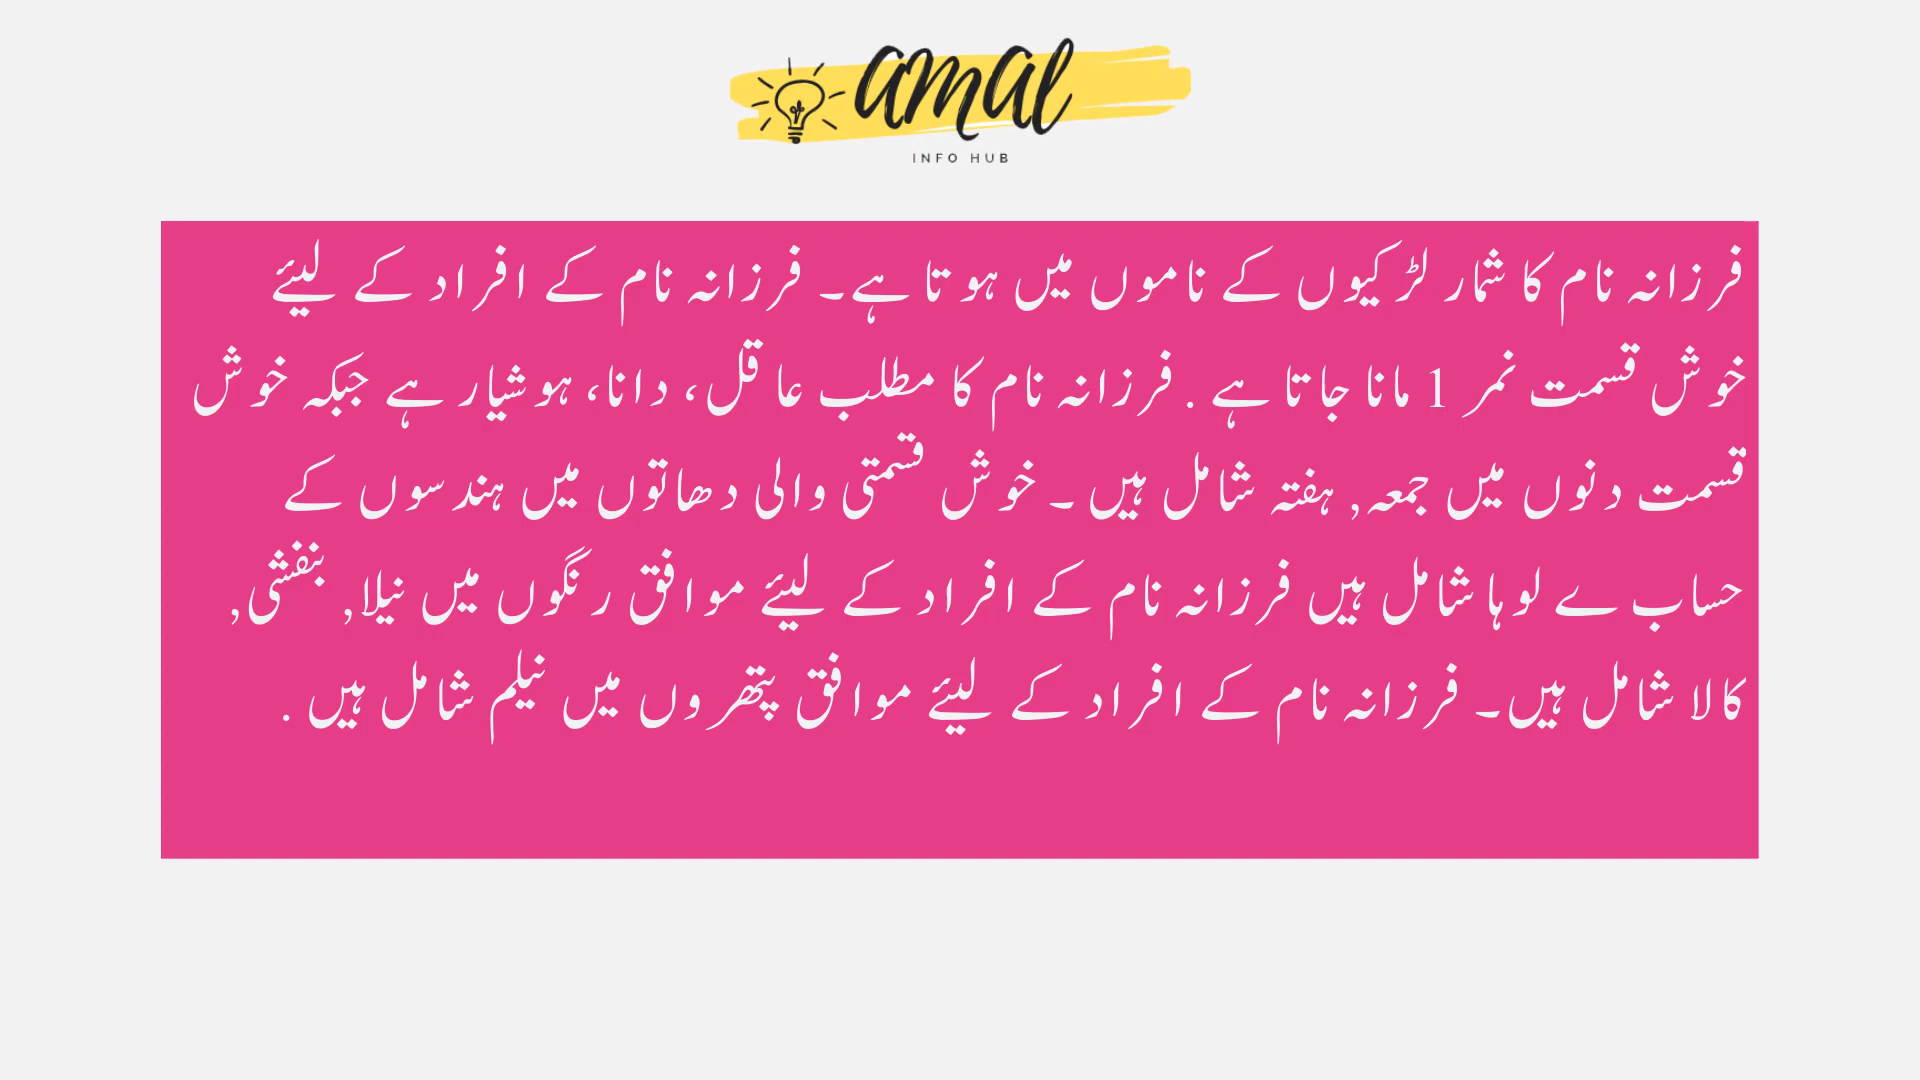 amal
INFO HUB
فرزانہ نام کا شمار لڑکیوں کے ناموں میں ہوتا ہے۔ فرزانہ نام کے افراد کے لیئے
خوش قسمت نمر 1 مانا جاتا ہے . فرزانہ نام کا مطلب عاقل، دانا، ہوشیار ہے جبکہ خوش
قسمت دنوں میں جمعہ, ہفتہ شامل ہیں ۔ خوش قسمتی والی دھاتوں میں ہندسوں کے
حساب ے لوہا شامل ہیں فرزانہ نام کے افراد کے لیئے موافق رنگوں میں نیلا, بنفشی,
کالا شامل ہیں۔ فرزانہ نام کے افراد کے لیئے موافق پتھروں میں نیلم شامل ہیں .